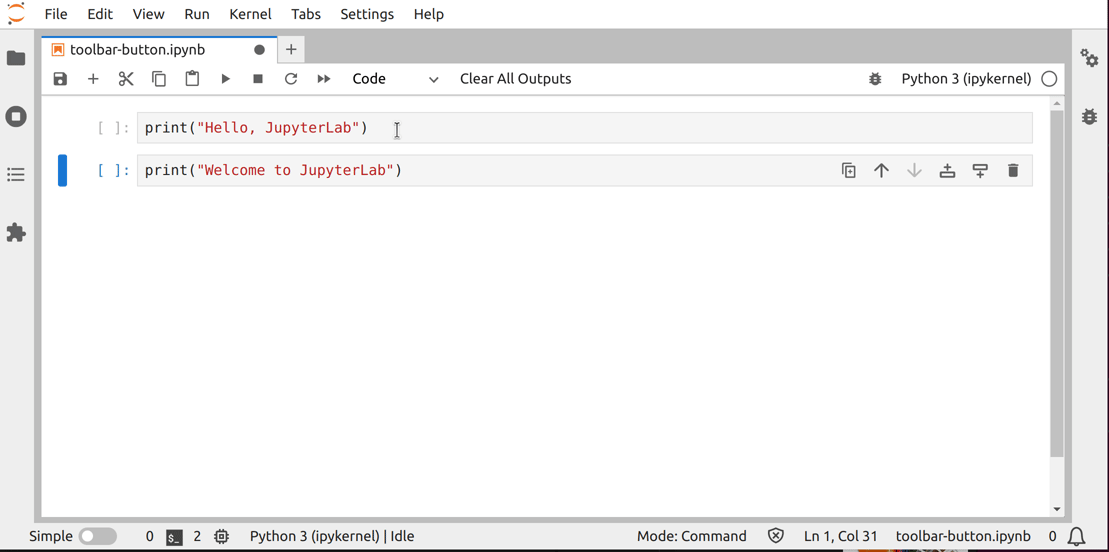 File Edit View Run Kernel Tabs Settings Help
toolbar-button.ipynb
Code Clear All Outputs Python 3 (ipykernel)
[ ]: print("Hello, JupyterLab")
[ ]: print("Welcome to JupyterLab")
Simple 0 $_ 2 Python 3 (ipykernel) | Idle Mode: Command Ln 1, Col 31 toolbar-button.ipynb 0